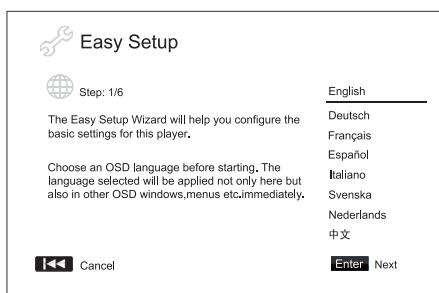 Easy Setup
Step: 1/6
The Easy Setup Wizard will help you configure the
basic settings for this player.
Choose an OSD language before starting. The
language selected will be applied not only here but
also in other OSD windows,menus etc.immediately.
English
Deutsch
Français
Español
Italiano
Svenska
Nederlands
中文
Cancel
Enter Next